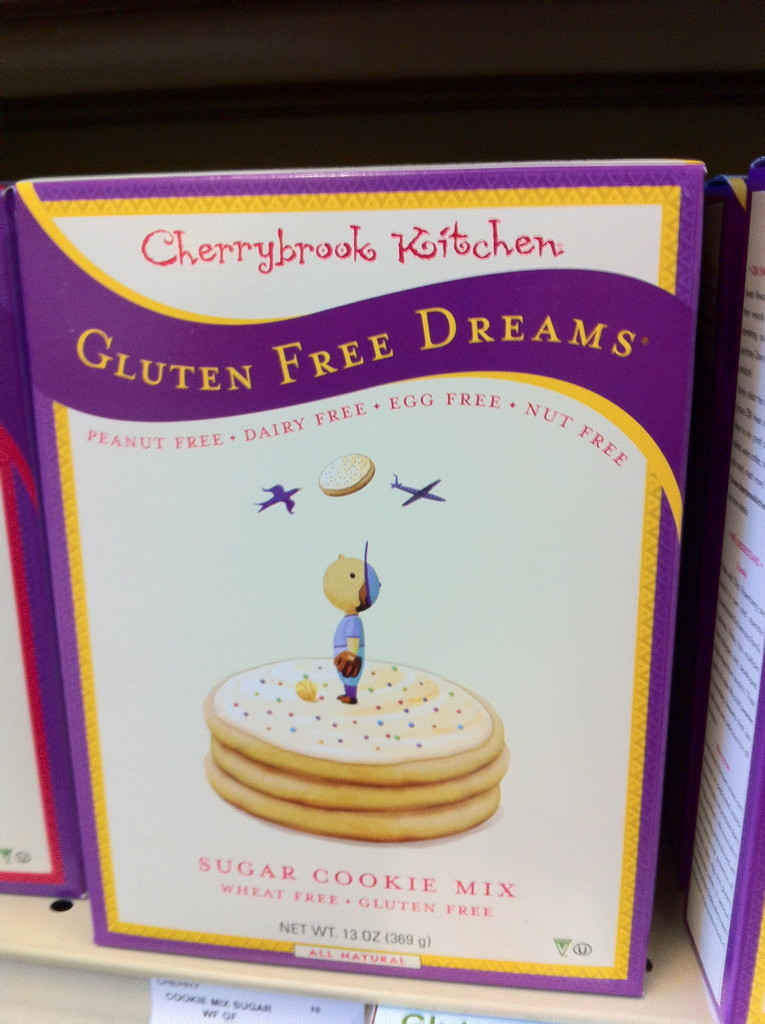 Cherrybrook Kitchen
GLUTEN FREE DREAMS
PEANUT FREE • DAIRY FREE • EGG FREE • NUT FREE
SUGAR COOKIE MIX
WHEAT FREE • GLUTEN FREE
NET WT. 13 OZ (369 g)
ALL NATURAL
U
COOKIE MIX SUGAR 10
WF GF